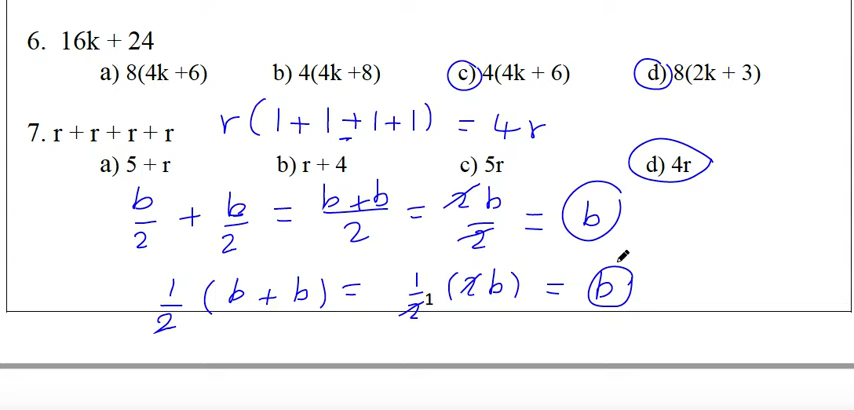 6. 16k + 24
a) 8(4k +6) b) 4(4k +8) c) 4(4k + 6) d) 8(2k + 3)
r ( 1 + 1 + 1 + 1 ) = 4r
7. r + r + r + r
a) 5 + r b) r + 4 c) 5r d) 4r
b/2 + b/2 = b + b/2 = 2b/2 = b
1/2 ( b + b ) = 1/2 1 ( 2b ) = b